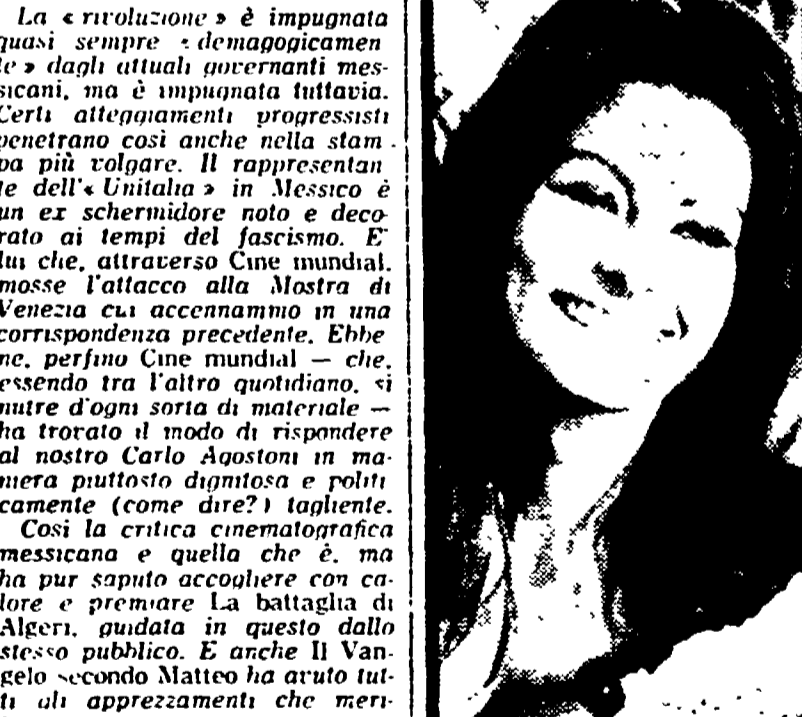 La « rivoluzione » è impugnata
quasi sempre « demagogicamen
te » dagli attuali governanti mes-
sicani, ma è impugnata tuttavia.
Certi atteggiamenti progressisti
penetrano così anche nella stam-
pa più volgare. Il rappresentan
te dell'« Unitalia » in Messico è
un ex schermidore noto e deco-
rato ai tempi del fascismo. E'
lui che, attraverso Cine mundial,
mosse l'attacco alla Mostra di
Venezia cui accennammo in una
corrispondenza precedente. Ebbe
ne, perfino Cine mundial — che,
essendo tra l'altro quotidiano, si
nutre d'ogni sorta di materiale —
ha trovato il modo di rispondere
al nostro Carlo Agostoni in ma-
niera piuttosto dignitosa e politi
camente (come dire?) tagliente.
Così la critica cinematografica
messicana e quella che è, ma
ha pur saputo accogliere con ca-
lore e premiare La battaglia di
Algeri, guidata in questo dallo
stesso pubblico. E anche Il Van-
gelo secondo Matteo ha avuto tut-
ti gli apprezzamenti che meri-